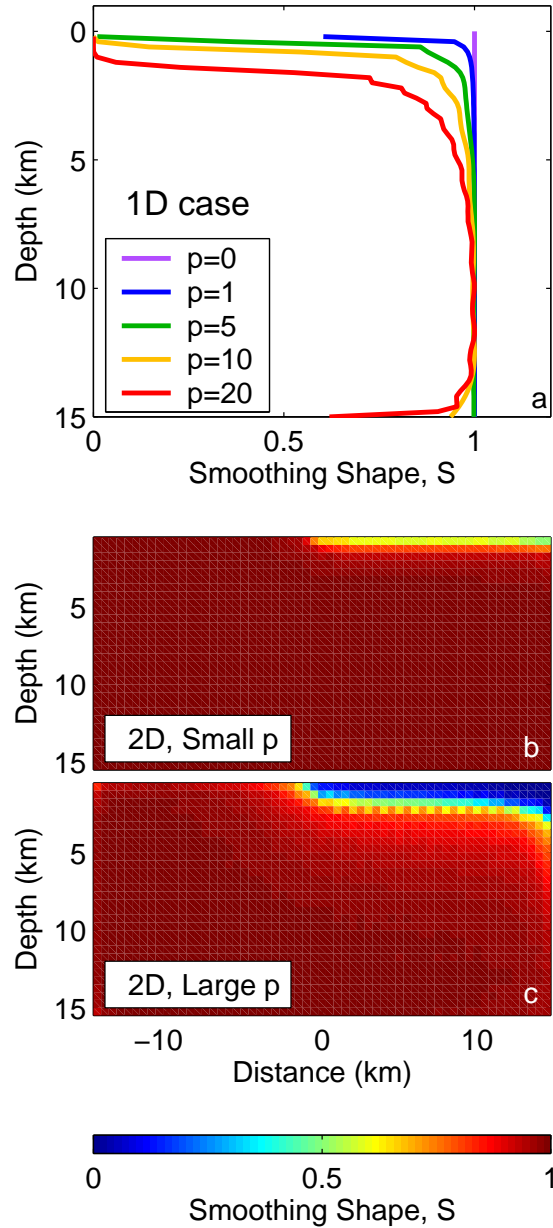 0
5
10
15
Depth (km)
1D case
p=0
p=1
p=5
p=10
p=20
a
0 0.5 1
Smoothing Shape, S
5
10
15
Depth (km)
2D, Small p
b
5
10
15
Depth (km)
2D, Large p
c
−10 0 10
Distance (km)
0 0.5 1
Smoothing Shape, S